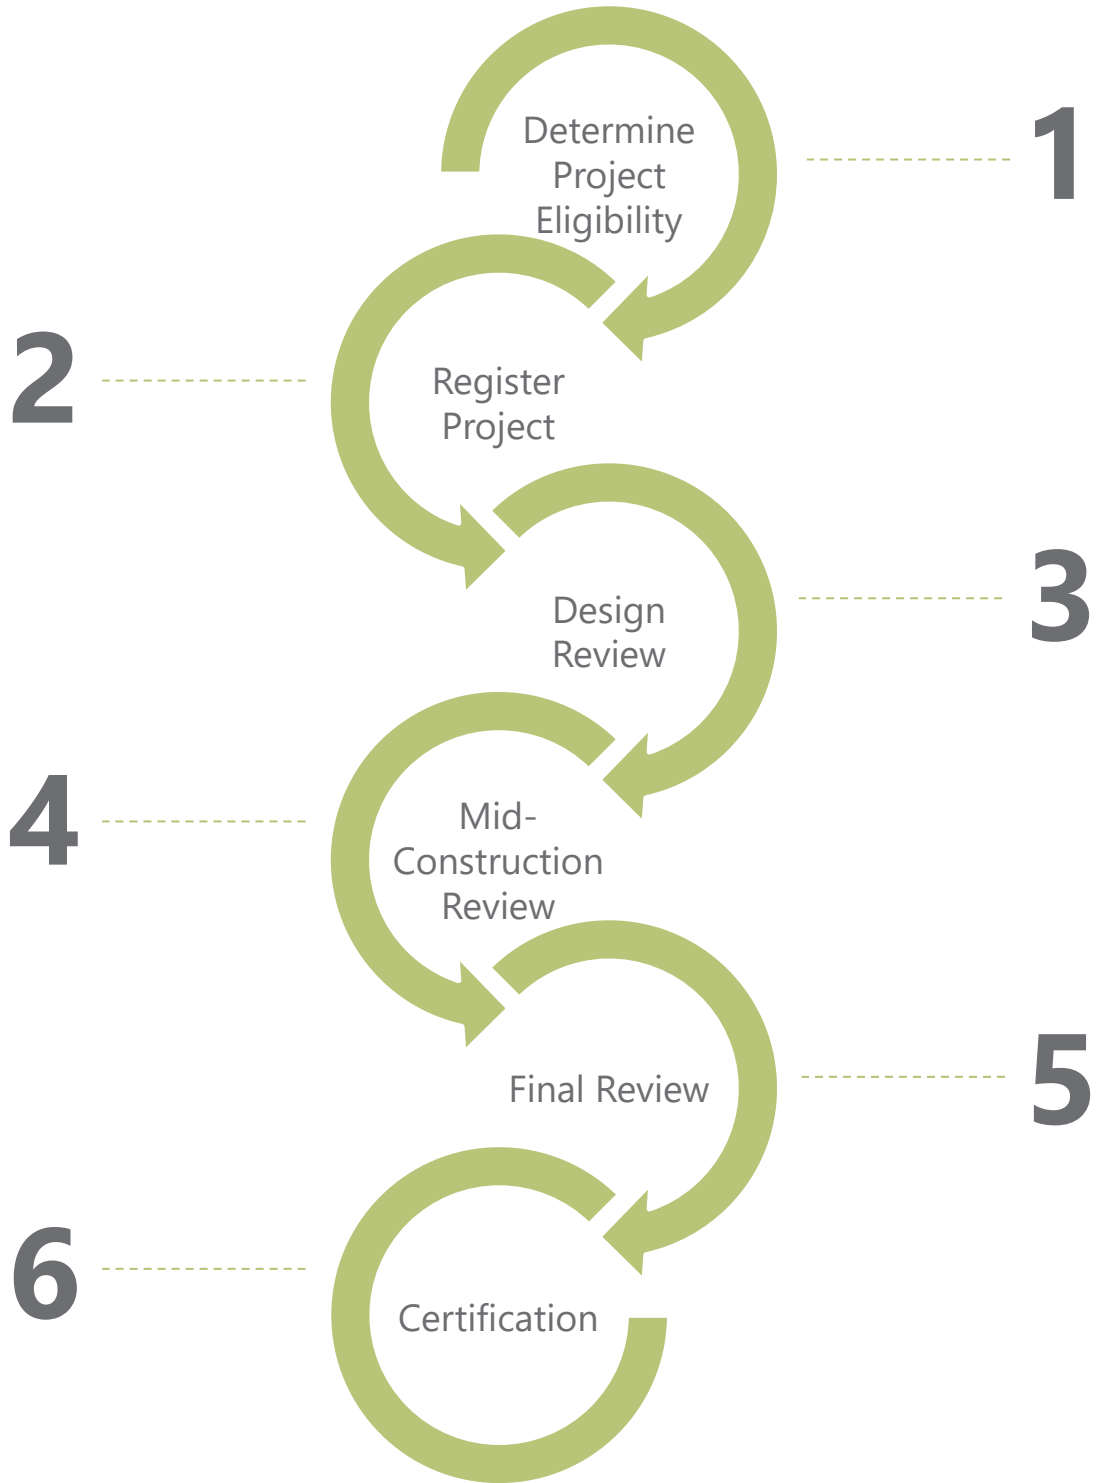 1
Determine
Project
Eligibility
2
Register
Project
3
Design
Review
4
Mid-
Construction
Review
5
Final Review
6
Certification